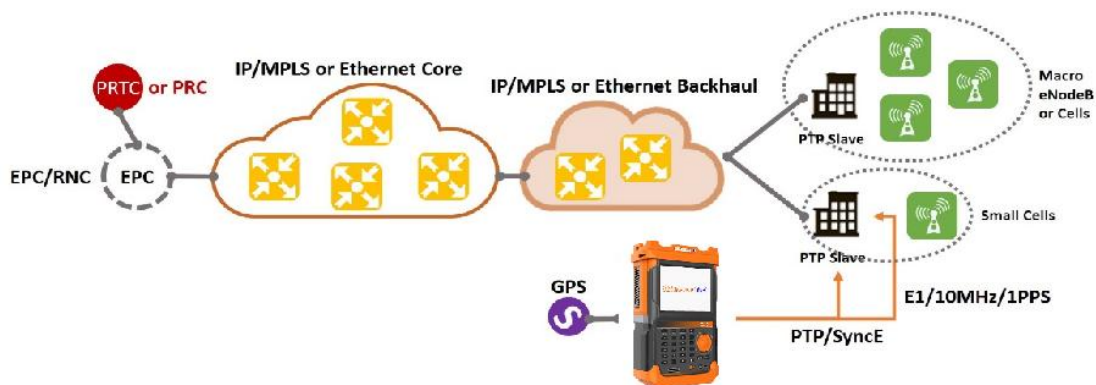 IP/MPLS or Ethernet Core
PRTC or PRC
IP/MPLS or Ethernet Backhaul
Macro
eNodeB
or Cells
PTP Slave
EPC/RNC
EPC
Small Cells
PTP Slave
GPS
E1/10MHz/1PPS
PTP/SyncE